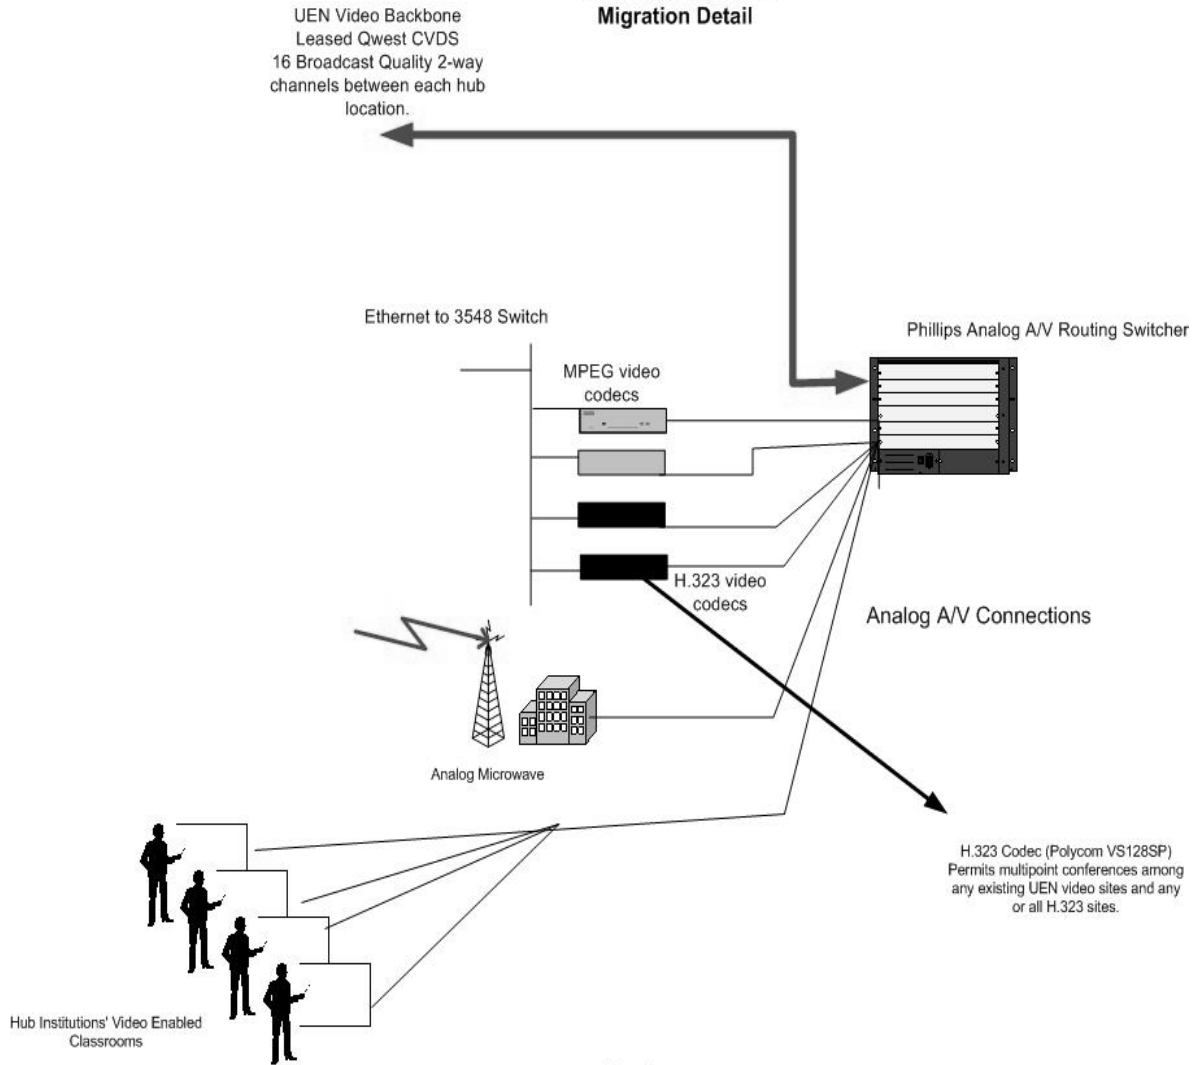 Migration Detail
UEN Video Backbone
Leased Qwest CVDS
16 Broadcast Quality 2-way
channels between each hub
location.
Ethernet to 3548 Switch
Phillips Analog A/V Routing Switcher
MPEG video
codecs
H.323 video
codecs
Analog A/V Connections
Analog Microwave
H.323 Codec (Polycom VS128SP)
Permits multipoint conferences among
any existing UEN video sites and any
or all H.323 sites.
Hub Institutions' Video Enabled
Classrooms